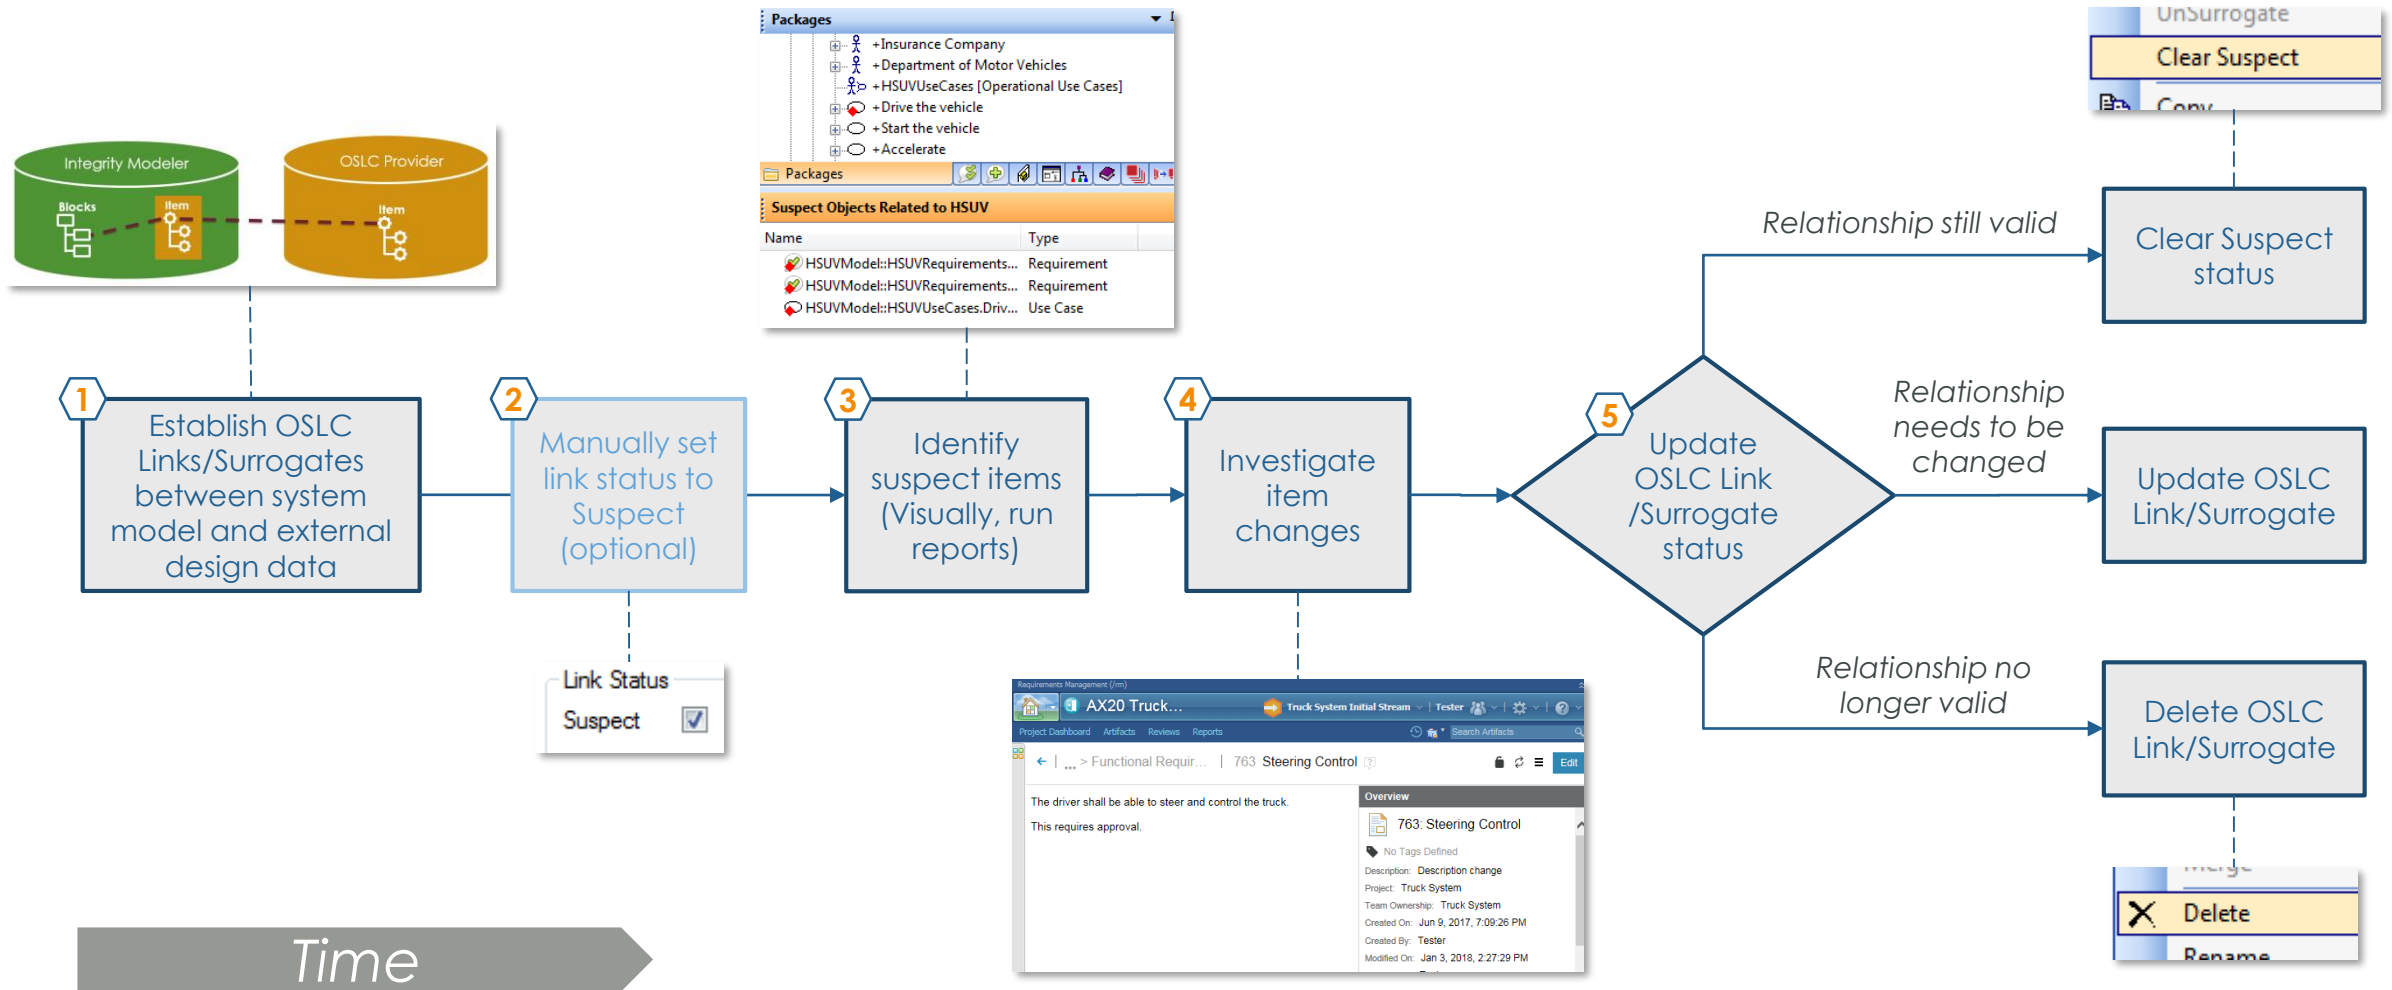 Integrity Modeler
Blocks
Item
OSLC Provider
Item
Packages
+Insurance Company
+Department of Motor Vehicles
+HSUVUseCases [Operational Use Cases]
+Drive the vehicle
+Start the vehicle
+Accelerate
Packages
Suspect Objects Related to HSUV
Name Type
HSUVModel::HSUVRequirements... Requirement
HSUVModel::HSUVRequirements... Requirement
HSUVModel::HSUVUseCases.Driv... Use Case
UnSurrogate
Clear Suspect
Copy
1
Establish OSLC
Links/Surrogates
between system
model and external
design data
2
Manually set
link status to
Suspect
(optional)
Link Status
Suspect
3
Identify
suspect items
(Visually, run
reports)
4
Investigate
item
changes
5
Update
OSLC Link
/Surrogate
status
Relationship still valid
Clear Suspect
status
Relationship
needs to be
changed
Update OSLC
Link/Surrogate
Relationship no
longer valid
Delete OSLC
Link/Surrogate
Requirements Management (/rm)
AX20 Truck... Truck System Initial Stream Tester
Project Dashboard Artifacts Reviews Reports Search Artifacts
... > Functional Requir... | 763 Steering Control Edit
The driver shall be able to steer and control the truck.
This requires approval.
Overview
763: Steering Control
No Tags Defined
Description: Description change
Project: Truck System
Team Ownership: Truck System
Created On: Jun 9, 2017, 7:09:26 PM
Created By: Tester
Modified On: Jan 3, 2018, 2:27:29 PM
Merge
Delete
Rename
Time